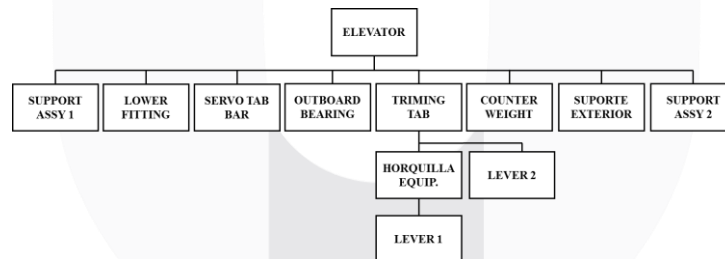 ELEVATOR
SUPPORT
ASSY 1
LOWER
FITTING
SERVO TAB
BAR
OUTBOARD
BEARING
TRIMING
TAB
COUNTER
WEIGHT
SUPORTE
EXTERIOR
SUPPORT
ASSY 2
HORQUILLA
EQUIP.
LEVER 2
LEVER 1